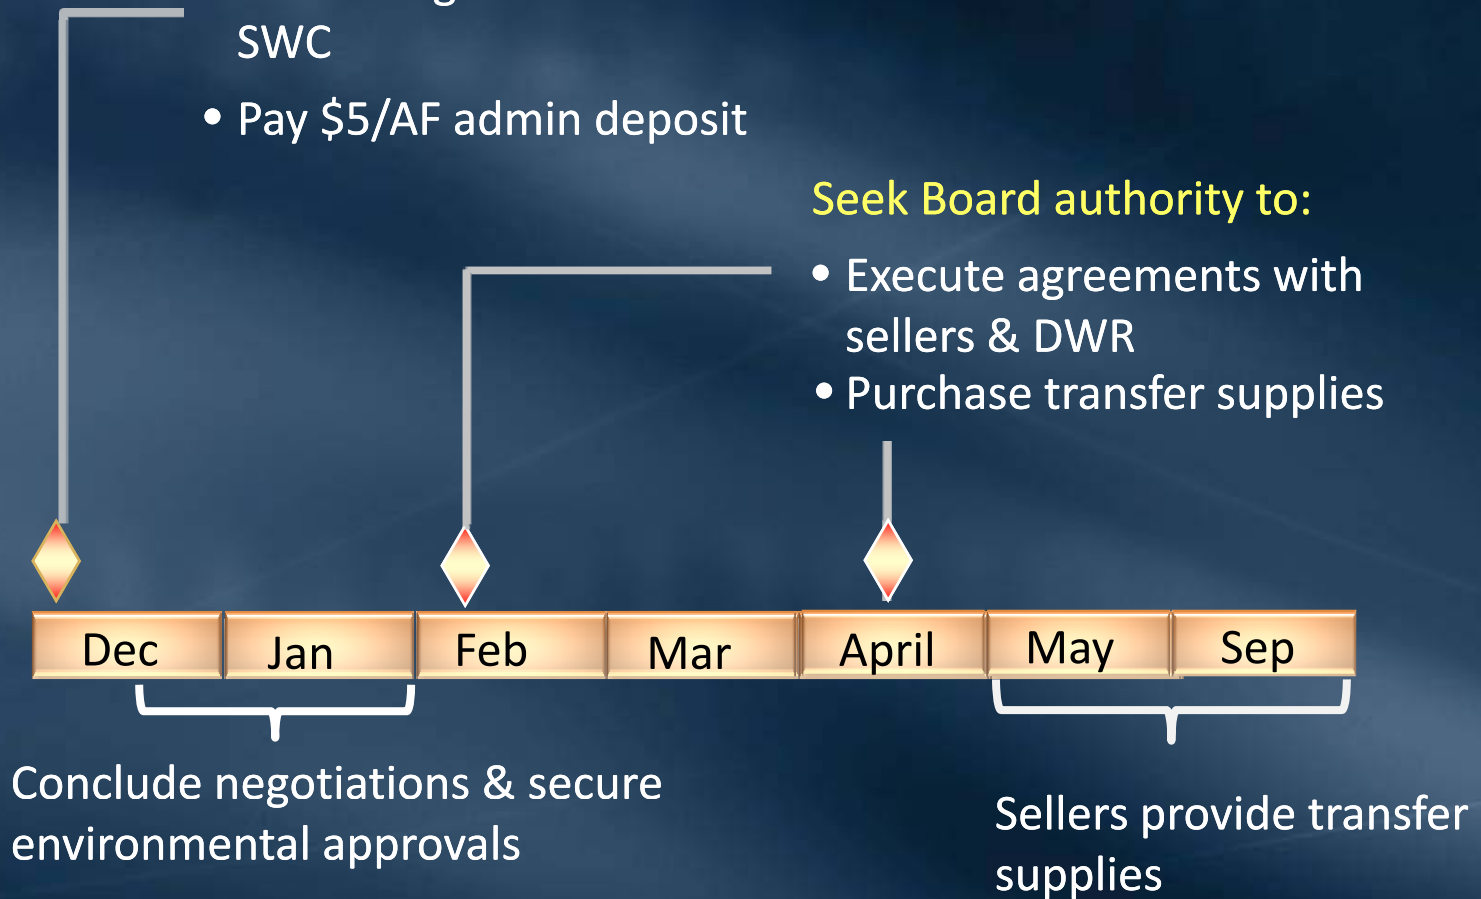 SWC
• Pay $5/AF admin deposit
Seek Board authority to:
• Execute agreements with
sellers & DWR
• Purchase transfer supplies
Dec Jan Feb Mar April May Sep
Conclude negotiations & secure
environmental approvals
Sellers provide transfer
supplies